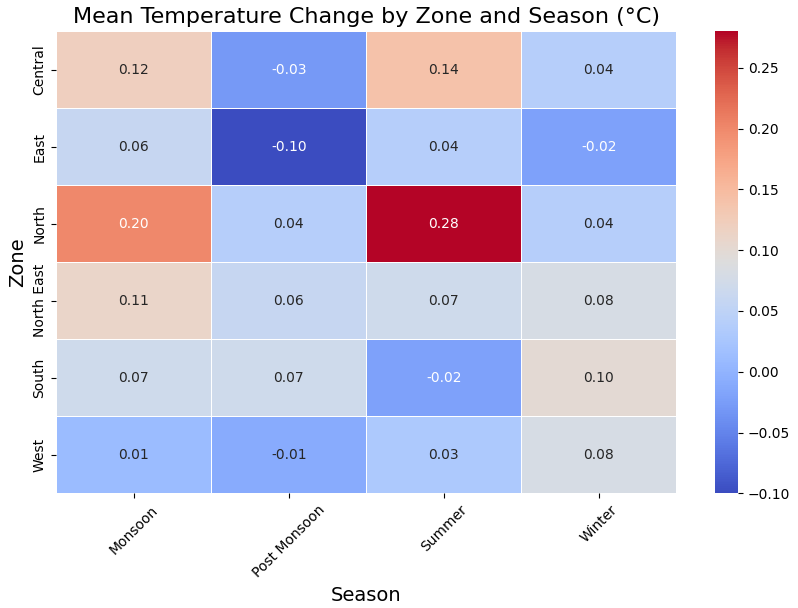 Mean Temperature Change by Zone and Season (°C)
Zone
Central
0.12
-0.03
0.14
0.04
East
0.06
-0.10
0.04
-0.02
North
0.20
0.04
0.28
0.04
North East
0.11
0.06
0.07
0.08
South
0.07
0.07
-0.02
0.10
West
0.01
-0.01
0.03
0.08
Monsoon
Post Monsoon
Summer
Winter
Season
0.25
0.20
0.15
0.10
0.05
0.00
−0.05
−0.10